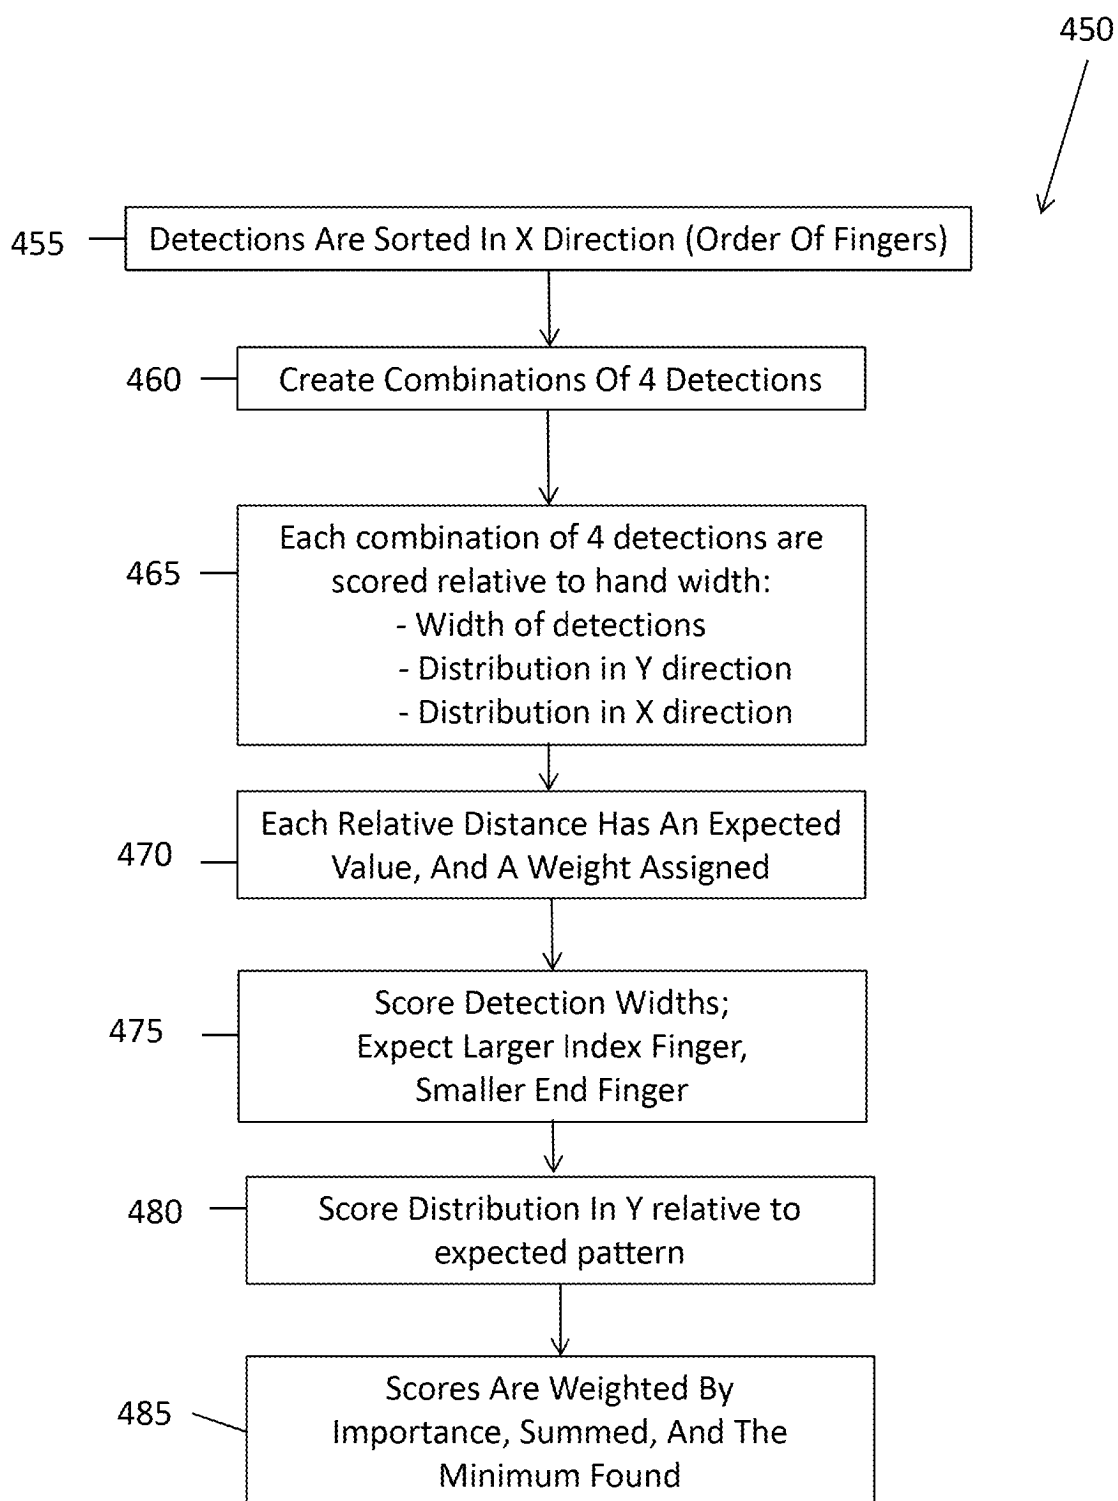 450
455
Detections Are Sorted In X Direction (Order Of Fingers)
460
Create Combinations Of 4 Detections
465
Each combination of 4 detections are
scored relative to hand width:
- Width of detections
- Distribution in Y direction
- Distribution in X direction
470
Each Relative Distance Has An Expected
Value, And A Weight Assigned
475
Score Detection Widths;
Expect Larger Index Finger,
Smaller End Finger
480
Score Distribution In Y relative to
expected pattern
485
Scores Are Weighted By
Importance, Summed, And The
Minimum Found